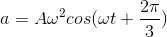 a = Aω²cos(ωt + 2π/3)